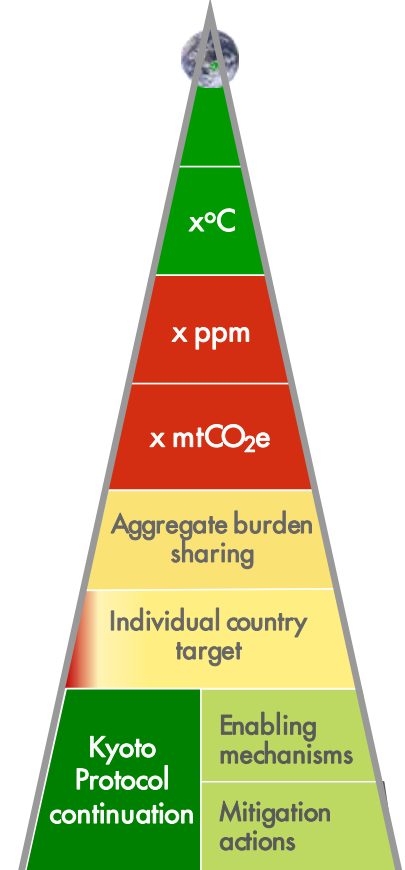 x°C
x ppm
x mtCO₂e
Aggregate burden
sharing
Individual country
target
Kyoto
Protocol
continuation
Enabling
mechanisms
Mitigation
actions